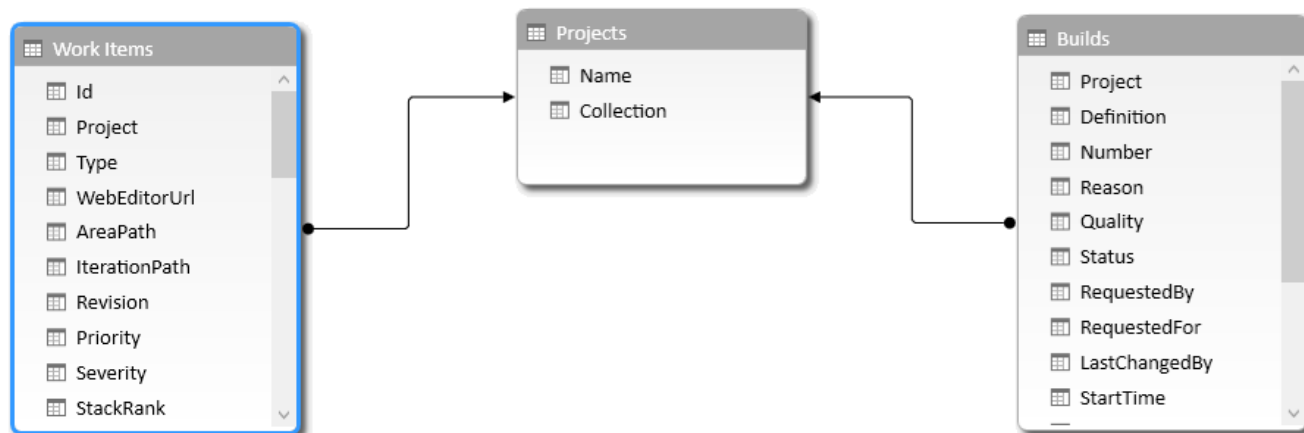 Work Items
Id
Project
Type
WebEditorUrl
AreaPath
IterationPath
Revision
Priority
Severity
StackRank
Projects
Name
Collection
Builds
Project
Definition
Number
Reason
Quality
Status
RequestedBy
RequestedFor
LastChangedBy
StartTime